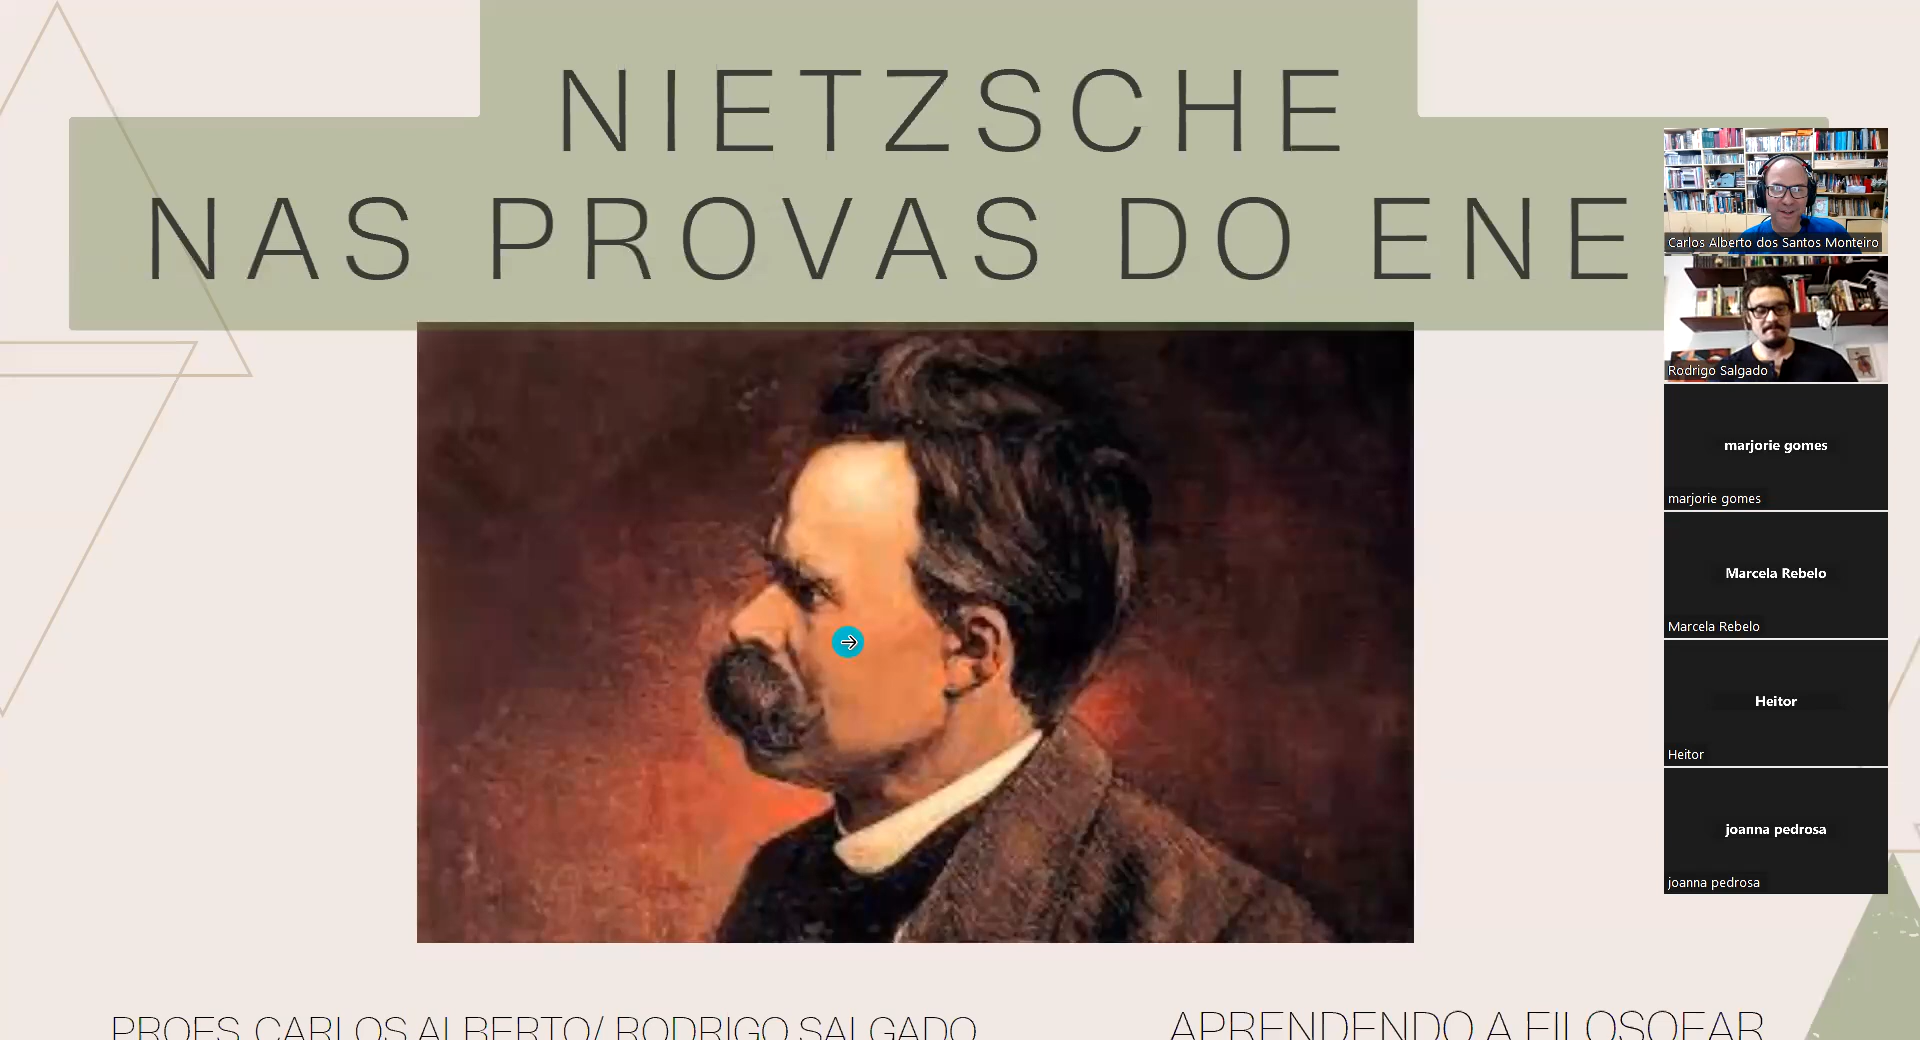 NIETZSCHE
NAS PROVAS DO ENE
Carlos Alberto dos Santos Monteiro
Rodrigo Salgado
marjorie gomes
marjorie gomes
Marcela Rebelo
Marcela Rebelo
Heitor
Heitor
joanna pedrosa
joanna pedrosa
PROFS. CARLOS ALBERTO/ RODRIGO SALGADO
APRENDENDO A FILOSOFAR